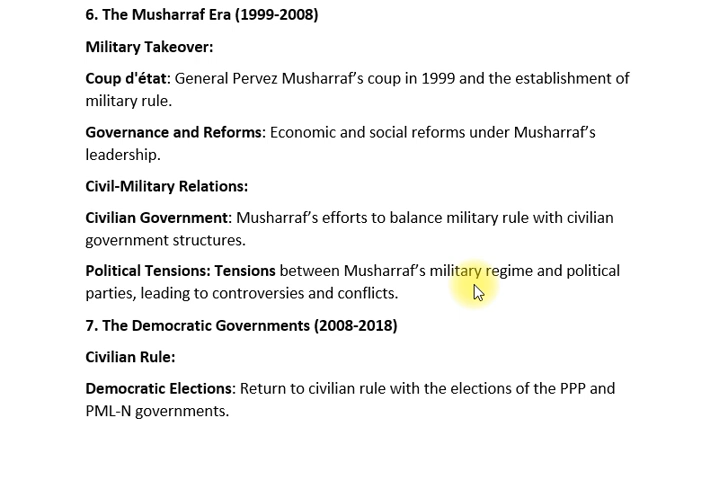 6. The Musharraf Era (1999-2008)
Military Takeover:
Coup d'état: General Pervez Musharraf’s coup in 1999 and the establishment of
military rule.
Governance and Reforms: Economic and social reforms under Musharraf’s
leadership.
Civil-Military Relations:
Civilian Government: Musharraf’s efforts to balance military rule with civilian
government structures.
Political Tensions: Tensions between Musharraf’s military regime and political
parties, leading to controversies and conflicts.
7. The Democratic Governments (2008-2018)
Civilian Rule:
Democratic Elections: Return to civilian rule with the elections of the PPP and
PML-N governments.